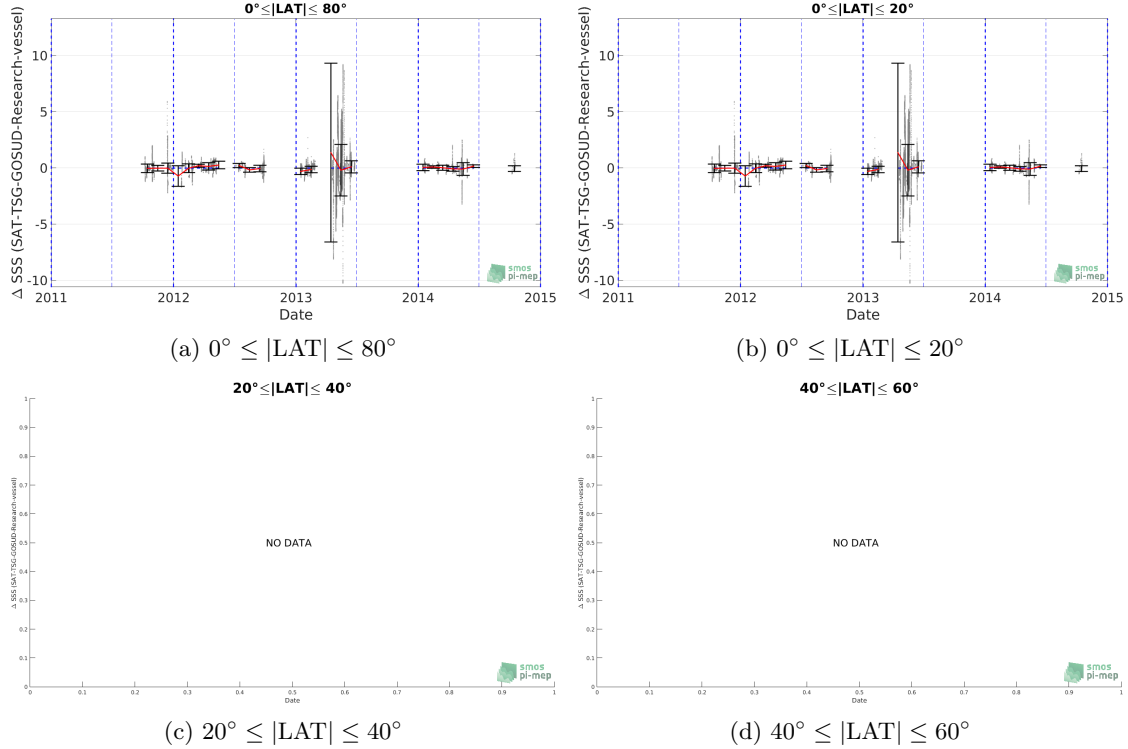 0°≤|LAT|≤ 80°
Δ SSS (SAT-TSG-GOSUD-Research-vessel)
10
5
0
-5
-10
2011 2012 2013 2014 2015
Date
smos
pi-mep
(a) 0° ≤ |LAT| ≤ 80°
0°≤|LAT|≤ 20°
Δ SSS (SAT-TSG-GOSUD-Research-vessel)
10
5
0
-5
-10
2011 2012 2013 2014 2015
Date
smos
pi-mep
(b) 0° ≤ |LAT| ≤ 20°
20°≤|LAT|≤ 40°
Δ SSS (SAT-TSG-GOSUD-Research-vessel)
1
0.9
0.8
0.7
0.6
0.5
0.4
0.3
0.2
0.1
0
NO DATA
0 0.1 0.2 0.3 0.4 0.5 0.6 0.7 0.8 0.9 1
Date
smos
pi-mep
(c) 20° ≤ |LAT| ≤ 40°
40°≤|LAT|≤ 60°
Δ SSS (SAT-TSG-GOSUD-Research-vessel)
1
0.9
0.8
0.7
0.6
0.5
0.4
0.3
0.2
0.1
0
NO DATA
0 0.1 0.2 0.3 0.4 0.5 0.6 0.7 0.8 0.9 1
Date
smos
pi-mep
(d) 40° ≤ |LAT| ≤ 60°